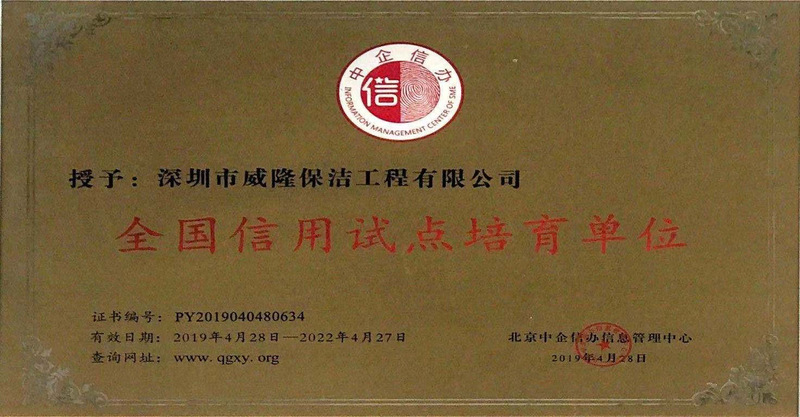 中企信办
信
INFORMATION MANAGEMENT CENTER OF SME
授予：深圳市威隆保洁工程有限公司
全国信用试点培育单位
证书编号：PY2019040480634
有效日期：2019年4月28日—2022年4月27日
查询网址：www. qgxy. org
北京中企信办信息管理中心
2019年4月28日